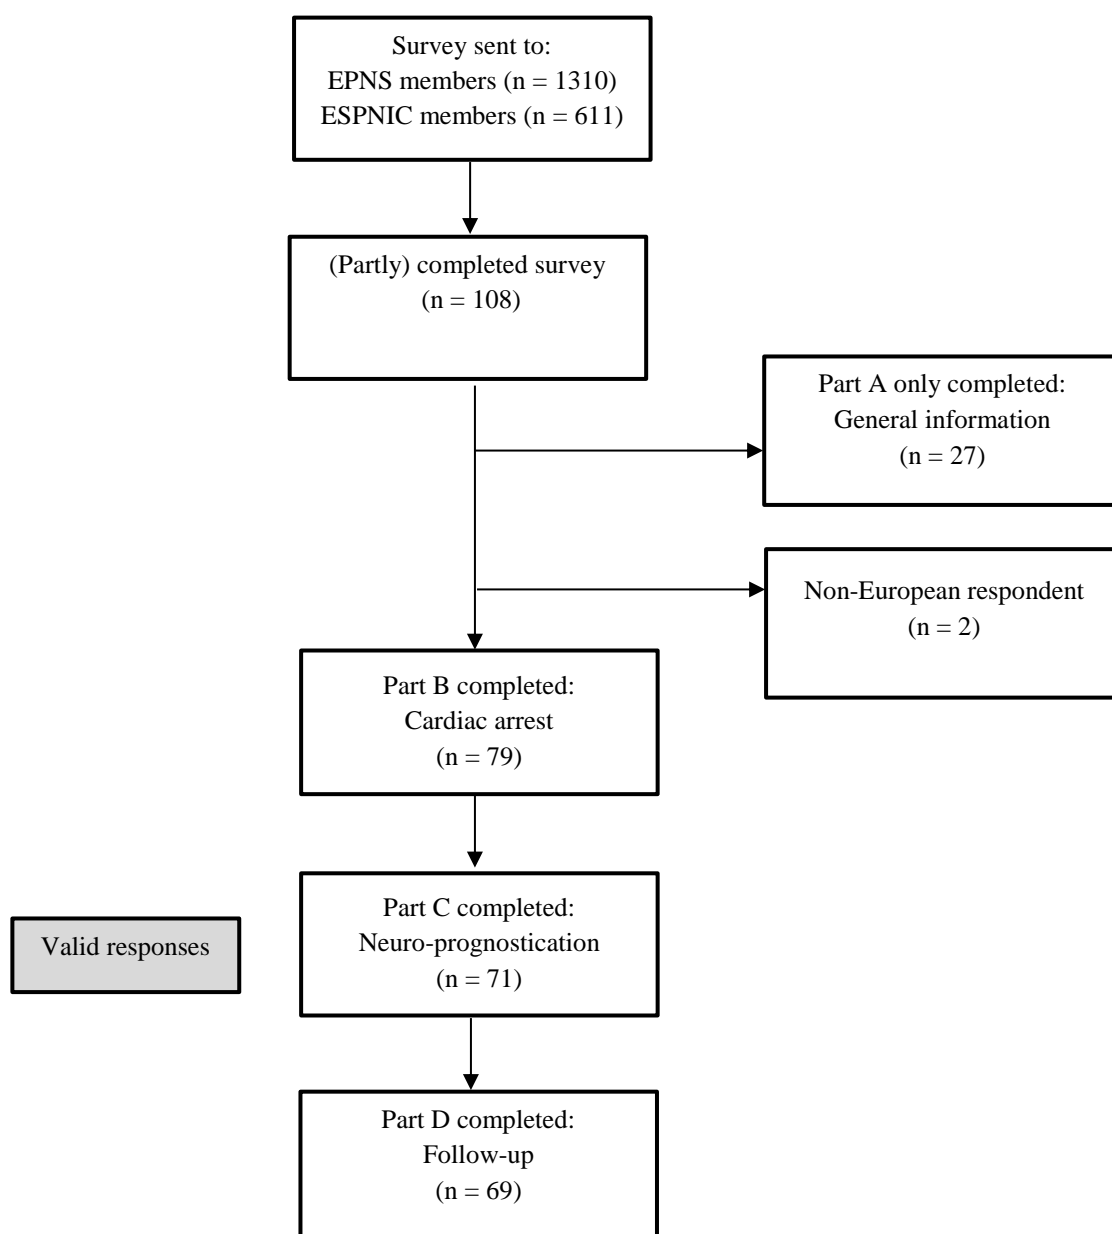 Survey sent to:
EPNS members (n = 1310)
ESPNIC members (n = 611)
(Partly) completed survey
(n = 108)
Part A only completed:
General information
(n = 27)
Non-European respondent
(n = 2)
Part B completed:
Cardiac arrest
(n = 79)
Part C completed:
Neuro-prognostication
(n = 71)
Valid responses
Part D completed:
Follow-up
(n = 69)